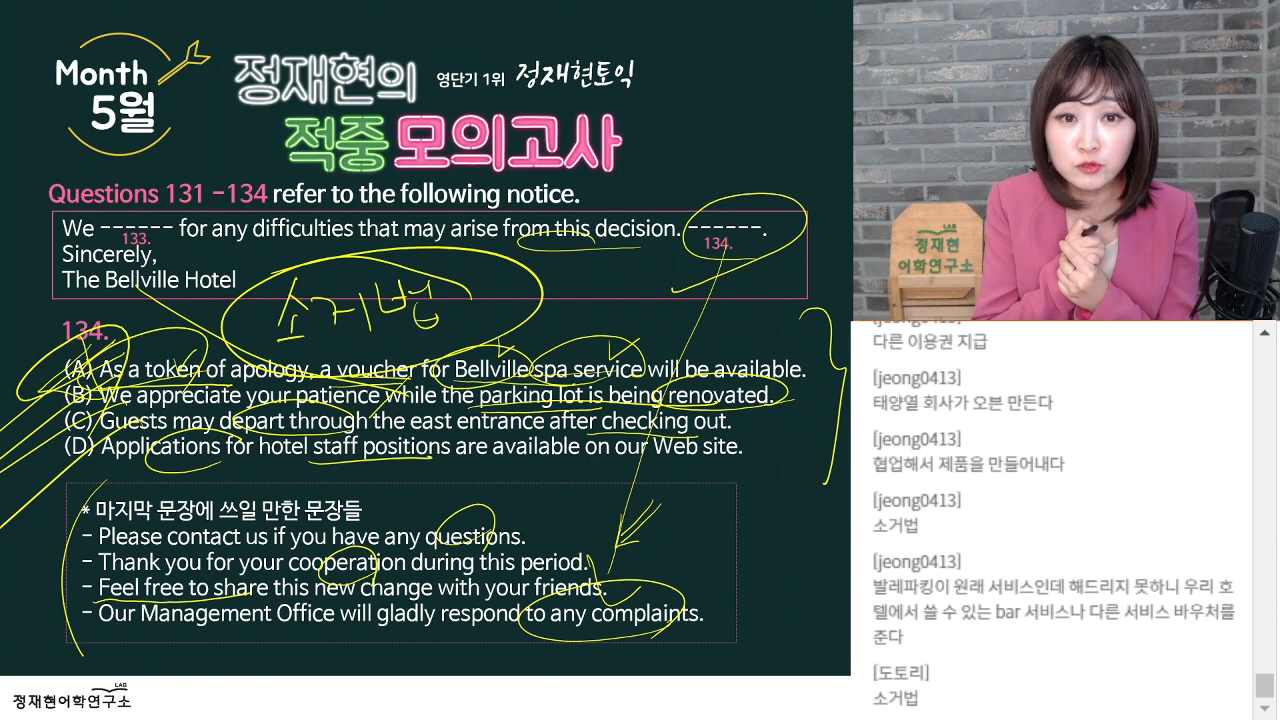 Month
5월
정재현의
영단기 1위 정재현토익
적중 모의고사
Questions 131 -134 refer to the following notice.
We ------ for any difficulties that may arise from this decision. ------.
133.
134.
Sincerely,
The Bellville Hotel
소거법
134.
(A) As a token of apology, a voucher for Bellville spa service will be available.
(B) We appreciate your patience while the parking lot is being renovated.
(C) Guests may depart through the east entrance after checking out.
(D) Applications for hotel staff positions are available on our Web site.
* 마지막 문장에 쓰일 만한 문장들
- Please contact us if you have any questions.
- Thank you for your cooperation during this period.
- Feel free to share this new change with your friends.
- Our Management Office will gladly respond to any complaints.
LAB
정재현어학연구소
LAB
정재현
어학연구소
[jeong0413]
다른 이용권 지급
[jeong0413]
태양열 회사가 오븐 만든다
[jeong0413]
협업해서 제품을 만들어내다
[jeong0413]
소거법
[jeong0413]
발레파킹이 원래 서비스인데 해드리지 못하니 우리 호
텔에서 쓸 수 있는 bar 서비스나 다른 서비스 바우처를
준다
[도토리]
소거법